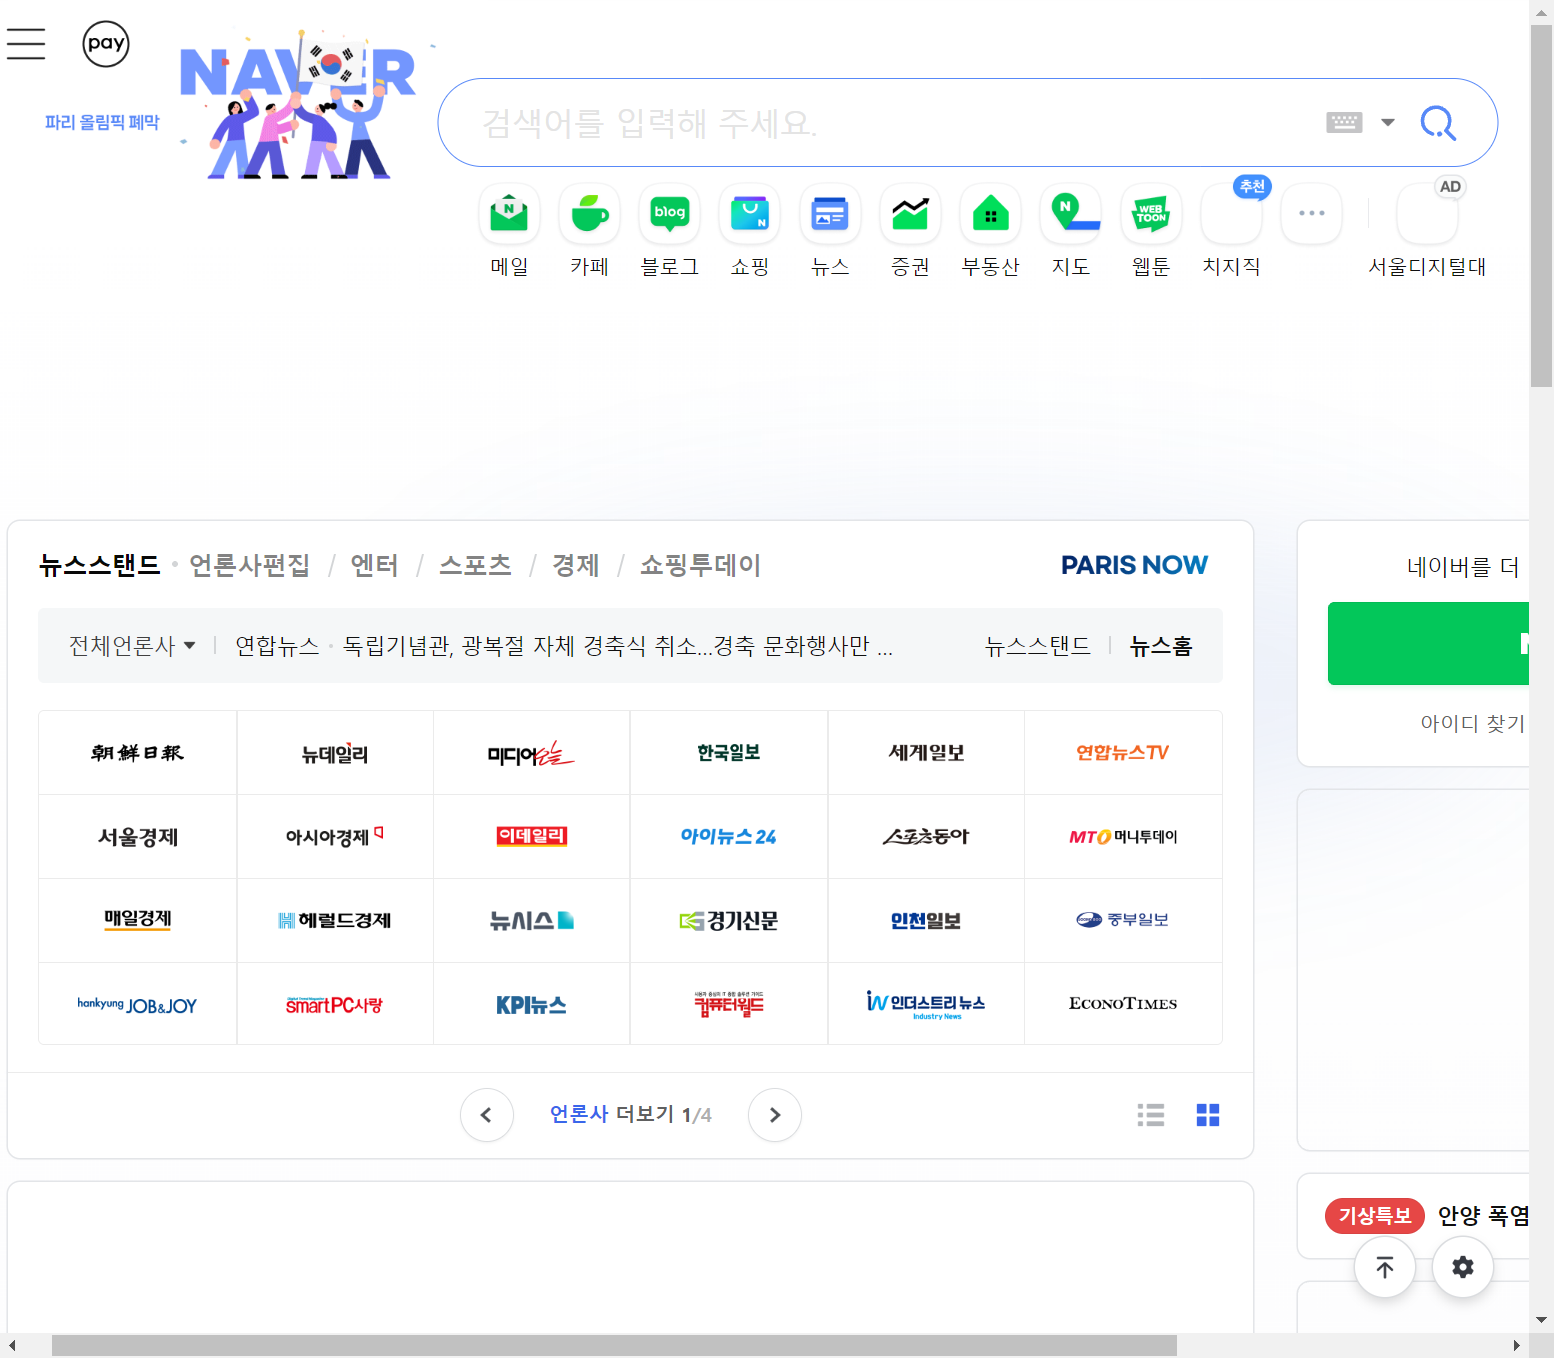 pay
NAVER
파리 올림픽 폐막
검색어를 입력해 주세요.
추천
AD
N
blog
N
N
WEB
TOON
메일
카페
블로그
쇼핑
뉴스
증권
부동산
지도
웹툰
치지직
서울디지털대
뉴스스탠드 · 언론사편집 / 엔터 / 스포츠 / 경제 / 쇼핑투데이
PARIS NOW
전체언론사
연합뉴스 · 독립기념관, 광복절 자체 경축식 취소...경축 문화행사만 ...
뉴스스탠드
뉴스홈
朝鮮日報
뉴데일리
미디어오늘
한국일보
세계일보
연합뉴스TV
서울경제
아시아경제
이데일리
아이뉴스24
스포츠동아
MTO 머니투데이
매일경제
헤럴드경제
뉴시스
경기신문
인천일보
중부일보
hankyung JOB&JOY
smartPC사랑
KPI뉴스
컴퓨터월드
iN 인더스트리 뉴스
Industry News
ECONOTIMES
언론사 더보기 1/4
네이버를 더
아이디 찾기
기상특보 안양 폭염